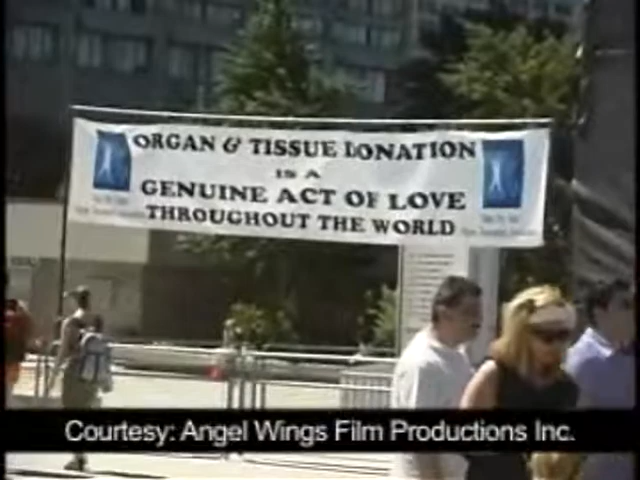 ORGAN & TISSUE DONATION
IS A
GENUINE ACT OF LOVE
THROUGHOUT THE WORLD
Courtesy: Angel Wings Film Productions Inc.